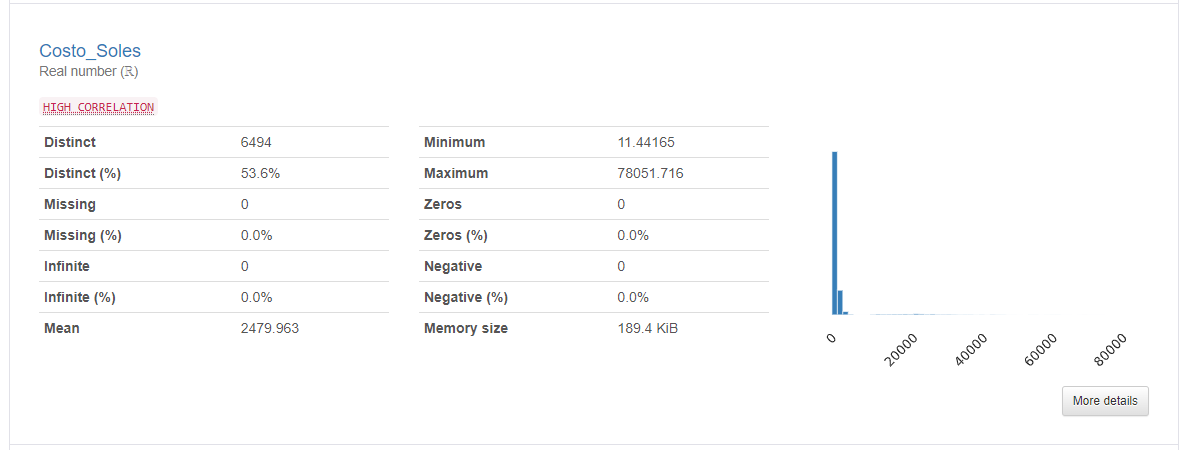 Costo_Soles
Real number (ℝ)
HIGH CORRELATION
Distinct 6494
Distinct (%) 53.6%
Missing 0
Missing (%) 0.0%
Infinite 0
Infinite (%) 0.0%
Mean 2479.963
Minimum 11.44165
Maximum 78051.716
Zeros 0
Zeros (%) 0.0%
Negative 0
Negative (%) 0.0%
Memory size 189.4 KiB
0 20000 40000 60000 80000
More details